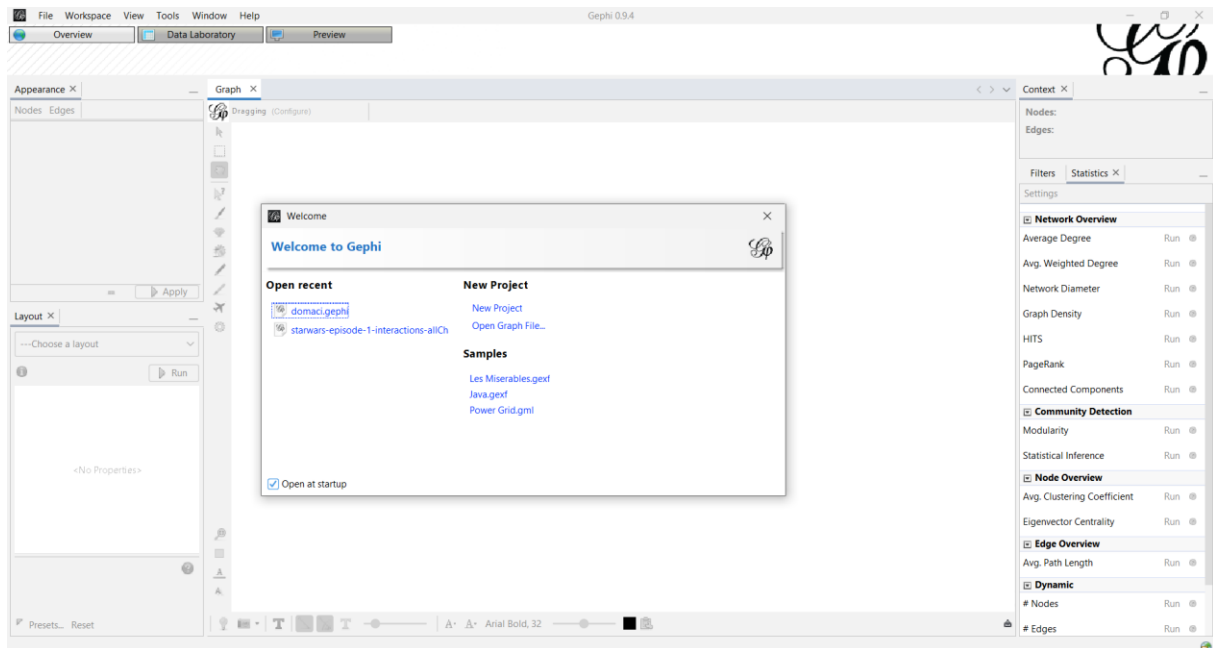 File Workspace View Tools Window Help
Gephi 0.9.4
Overview
Data Laboratory
Preview
Appearance
Nodes Edges
Apply
Layout
---Choose a layout
Run
<No Properties>
Presets... Reset
Graph
Dragging (Configure)
Welcome
Welcome to Gephi
Open recent
domaci.gephi
starwars-episode-1-interactions-allCh
New Project
New Project
Open Graph File...
Samples
Les Miserables.gexf
Java.gexf
Power Grid.gml
Open at startup
A- A- Arial Bold, 32
Context
Nodes:
Edges:
Filters Statistics
Settings
Network Overview
Average Degree Run
Avg. Weighted Degree Run
Network Diameter Run
Graph Density Run
HITS Run
PageRank Run
Connected Components Run
Community Detection
Modularity Run
Statistical Inference Run
Node Overview
Avg. Clustering Coefficient Run
Eigenvector Centrality Run
Edge Overview
Avg. Path Length Run
Dynamic
# Nodes Run
# Edges Run